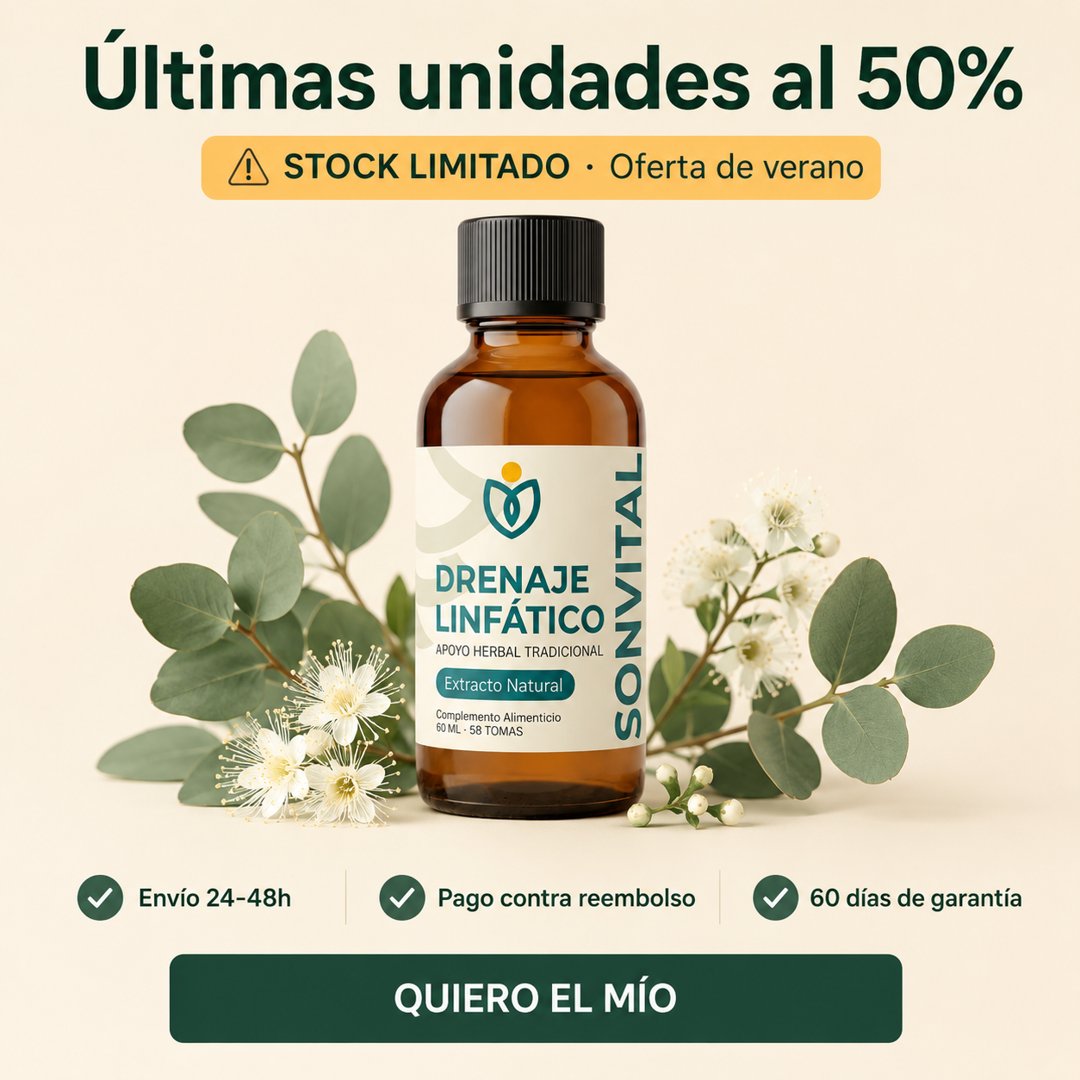 Últimas unidades al 50%
STOCK LIMITADO · Oferta de verano
DRENAJE
LINFÁTICO
APOYO HERBAL TRADICIONAL
Extracto Natural
Complemento Alimenticio
60 ML · 58 TOMAS
SONVITAL
Envío 24-48h
Pago contra reembolso
60 días de garantía
QUIERO EL MÍO